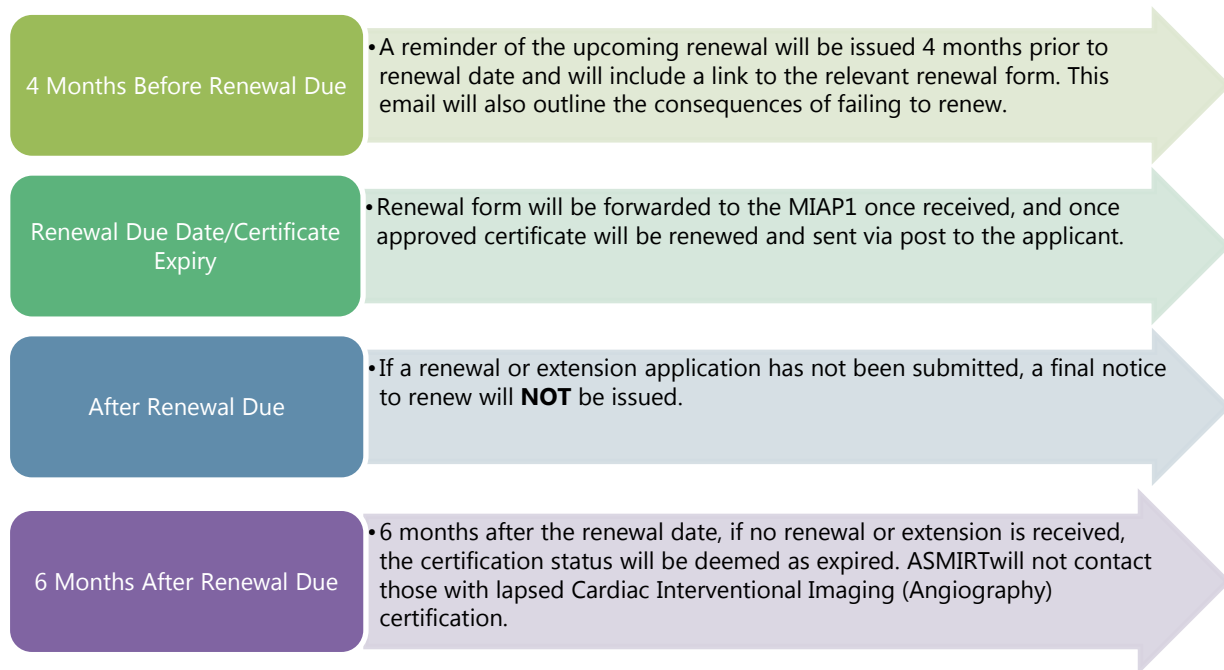 4 Months Before Renewal Due
•A reminder of the upcoming renewal will be issued 4 months prior to
renewal date and will include a link to the relevant renewal form. This
email will also outline the consequences of failing to renew.
Renewal Due Date/Certificate
Expiry
•Renewal form will be forwarded to the MIAP1 once received, and once
approved certificate will be renewed and sent via post to the applicant.
After Renewal Due
•If a renewal or extension application has not been submitted, a final notice
to renew will NOT be issued.
6 Months After Renewal Due
•6 months after the renewal date, if no renewal or extension is received,
the certification status will be deemed as expired. ASMIRTwill not contact
those with lapsed Cardiac Interventional Imaging (Angiography)
certification.